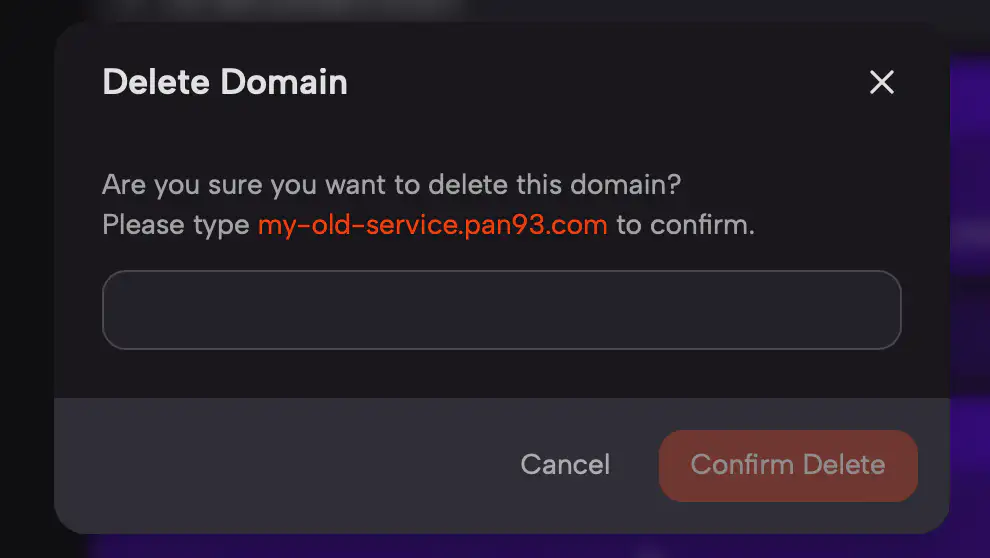 Delete Domain
Are you sure you want to delete this domain?
Please type my-old-service.pan93.com to confirm.
Cancel
Confirm Delete